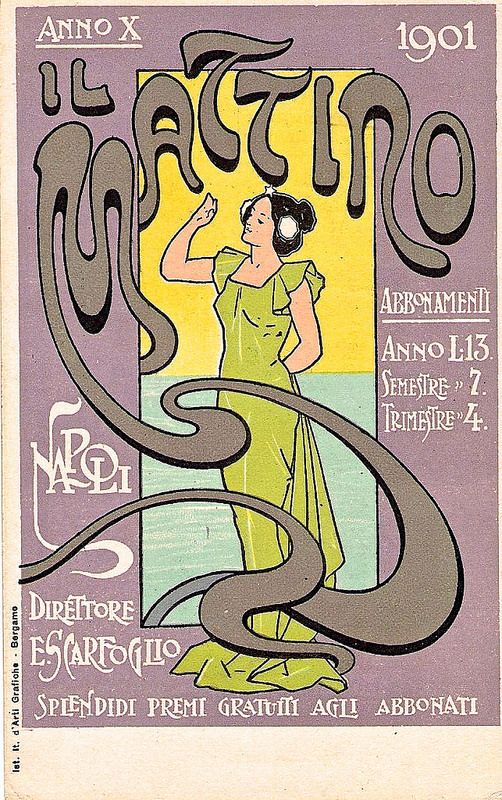 ANNO X
1901
IL
MATTINO
ABBONAMENTI
ANNO L.13.
SEMESTRE » 7.
TRIMESTRE » 4.
NAPOLI
DIRETTORE
E. SCARFOGLIO
SPLENDIDI PREMI GRATUITI AGLI ABBONATI
Ist. It. d'Arti Grafiche - Bergamo